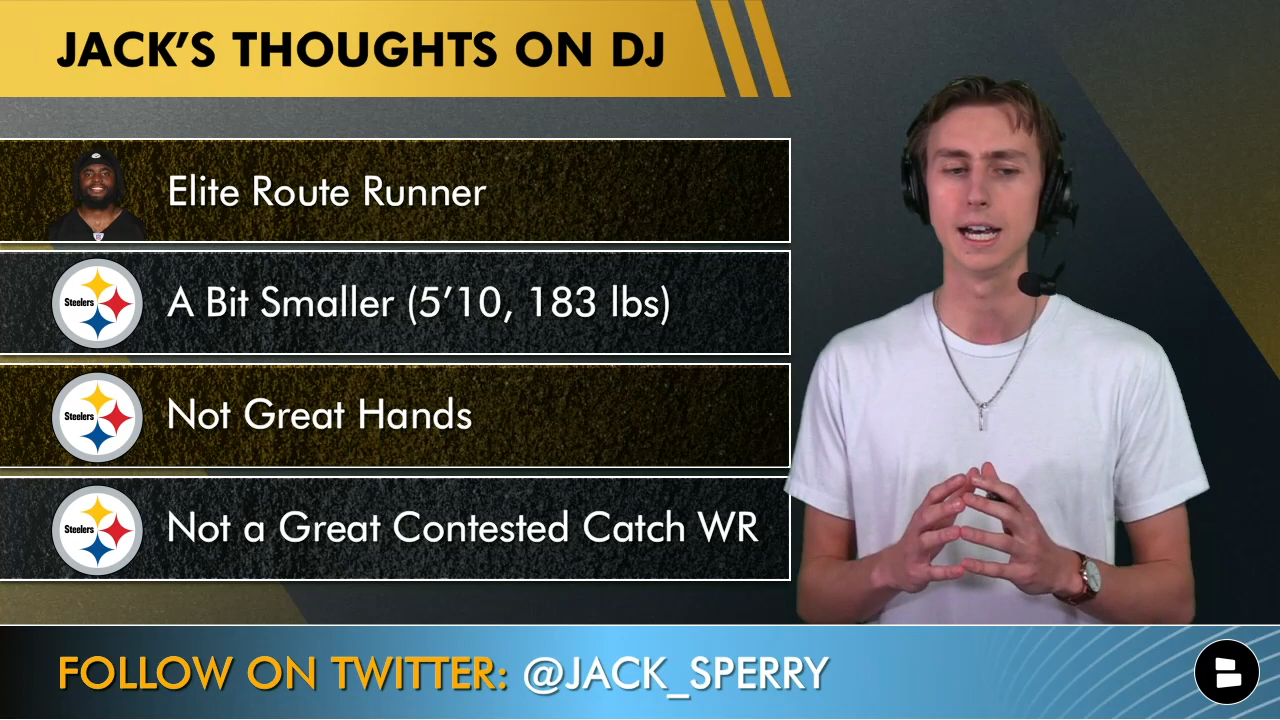 JACK'S THOUGHTS ON DJ
Elite Route Runner
Steelers
A Bit Smaller (5'10, 183 lbs)
Steelers
Not Great Hands
Steelers
Not a Great Contested Catch WR
FOLLOW ON TWITTER: @JACK_SPERRY